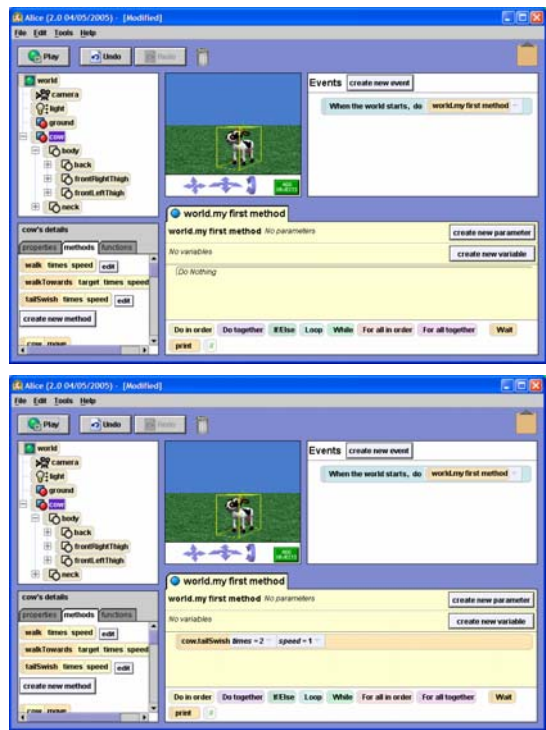 Alice (2.0 04/05/2005) - [Modified]
File Edit Tools Help
Play Undo Redo
world
camera
light
ground
cow
body
back
frontRightThigh
frontLeftThigh
neck
ADD OBJECTS
Events create new event
When the world starts, do world.my first method
cow's details
properties methods functions
walk times speed edit
walkTowards target times speed
tailSwish times speed edit
create new method
cow move
world.my first method
world.my first method No parameters create new parameter
No variables create new variable
Do Nothing
Do in order Do together If/Else Loop While For all in order For all together Wait
print //
Alice (2.0 04/05/2005) - [Modified]
File Edit Tools Help
Play Undo Redo
world
camera
light
ground
cow
body
back
frontRightThigh
frontLeftThigh
neck
ADD OBJECTS
Events create new event
When the world starts, do world.my first method
cow's details
properties methods functions
walk times speed edit
walkTowards target times speed
tailSwish times speed edit
create new method
cow move
world.my first method
world.my first method No parameters create new parameter
No variables create new variable
cow.tailSwish times = 2 speed = 1
Do in order Do together If/Else Loop While For all in order For all together Wait
print //